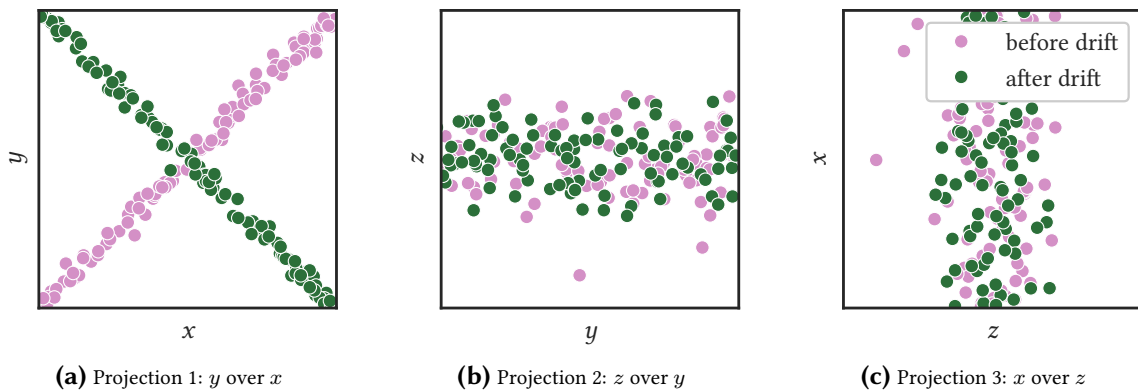 y
x
(a) Projection 1: y over x
z
y
(b) Projection 2: z over y
before drift
after drift
x
z
(c) Projection 3: x over z